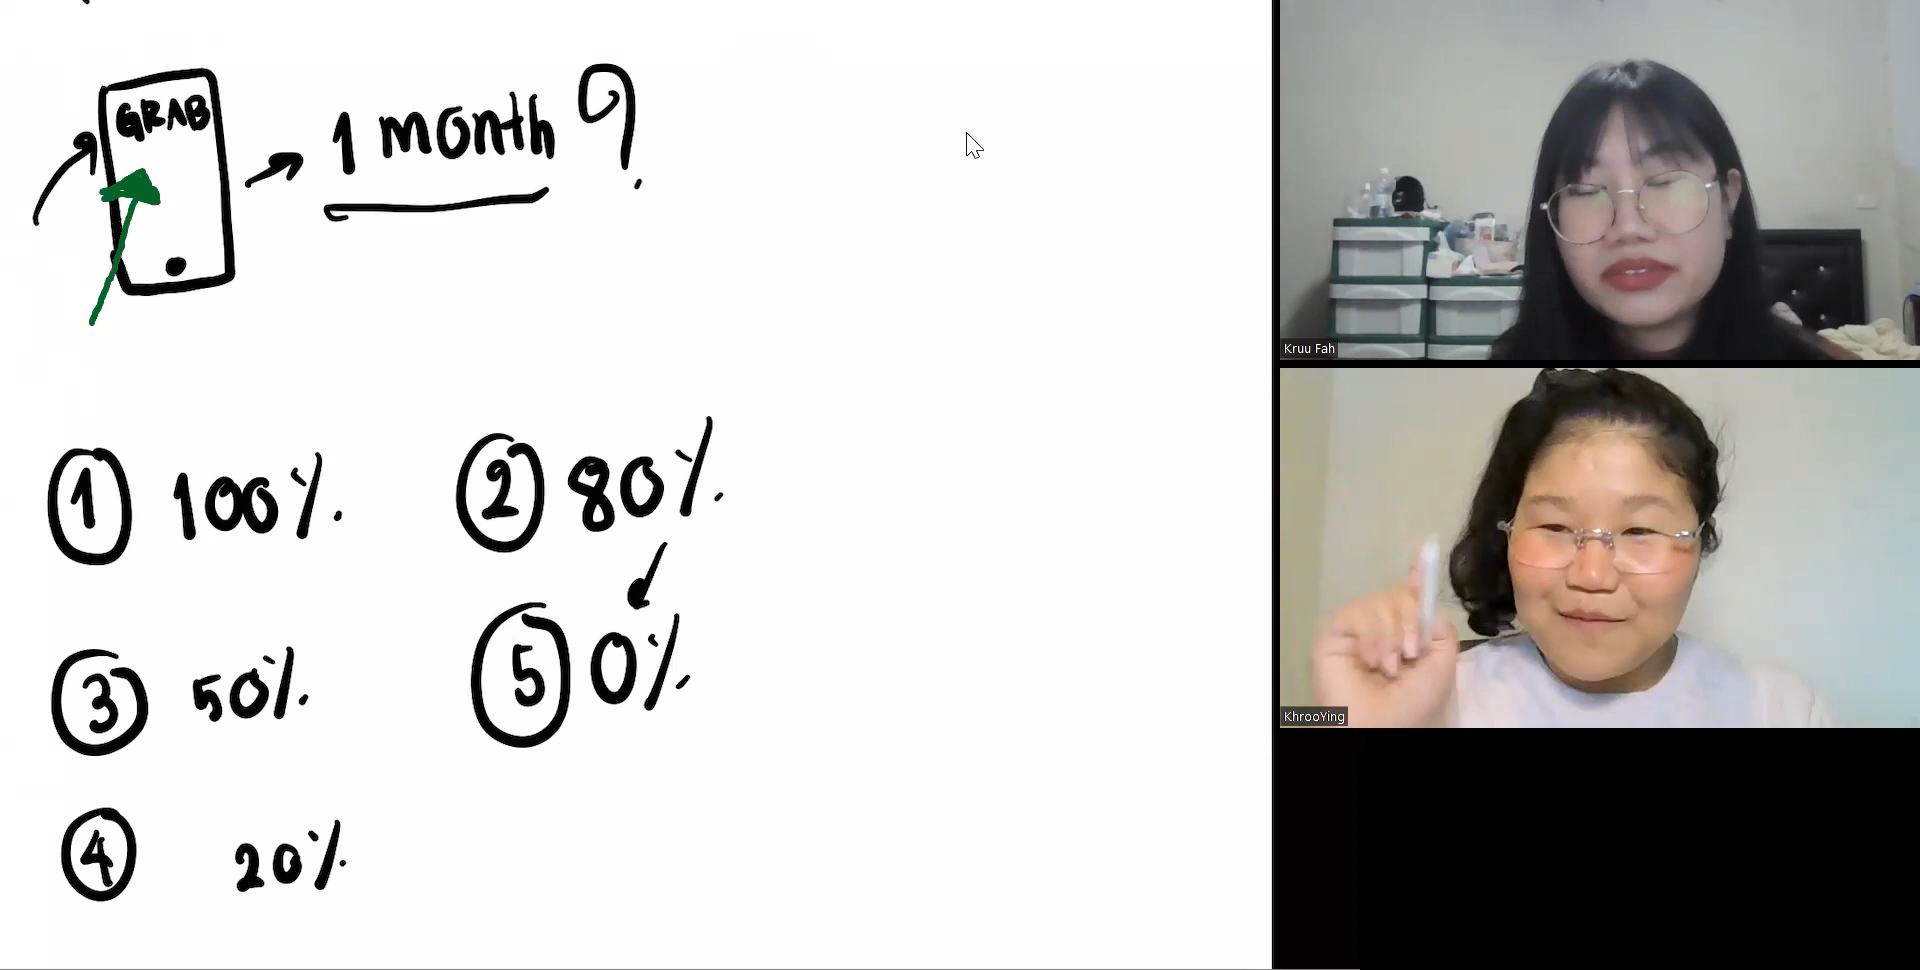 GRAB
1 month ?
1 100%.
2 80%.
3 50%.
5 0%.
4 20%.
Kruu Fah
KhrooYing